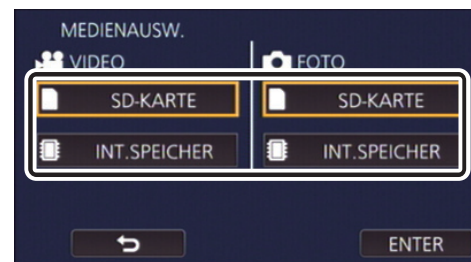 MEDIENAUSW.
VIDEO FOTO
SD-KARTE SD-KARTE
INT.SPEICHER INT.SPEICHER
ENTER